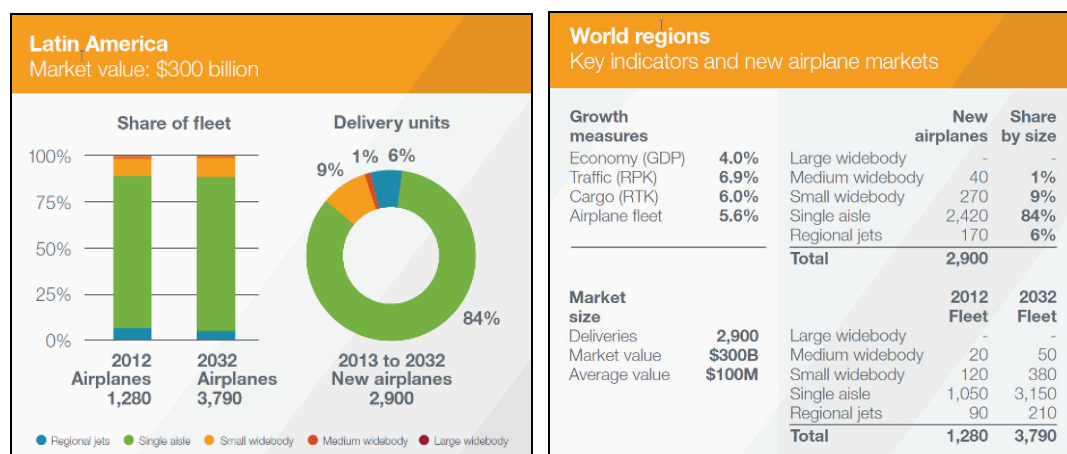 Latin America
Market value: $300 billion
Share of fleet
Delivery units
100%
75%
50%
25%
0%
9%
1%
6%
84%
2012
Airplanes
1,280
2032
Airplanes
3,790
2013 to 2032
New airplanes
2,900
Regional jets
Single aisle
Small widebody
Medium widebody
Large widebody
World regions
Key indicators and new airplane markets
Growth
measures
Economy (GDP) 4.0%
Traffic (RPK) 6.9%
Cargo (RTK) 6.0%
Airplane fleet 5.6%
Market
size
Deliveries 2,900
Market value $300B
Average value $100M
New Share
airplanes by size
Large widebody - -
Medium widebody 40 1%
Small widebody 270 9%
Single aisle 2,420 84%
Regional jets 170 6%
Total 2,900
2012 2032
Fleet Fleet
Large widebody - -
Medium widebody 20 50
Small widebody 120 380
Single aisle 1,050 3,150
Regional jets 90 210
Total 1,280 3,790